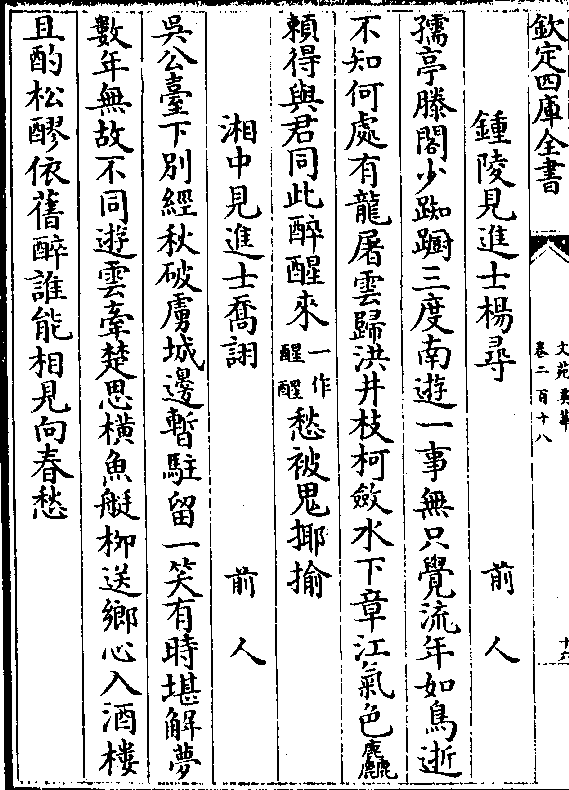 欽定四庫全書
文苑英華
卷二百十八
鍾陵見進士楊尋 前人
孺亭滕閣少踟蹰三度南遊一事無只覺流年如鳥逝
不知何處有龍屠雲歸洪井枝柯斂水下章江氣色麤
頼得與君同此醉醒來一作醒醒愁被鬼揶揄
湘中見進士喬詡 前人
吳公臺下別經秋破虜城邊暫駐留一笑有時堪解夢
數年無故不同遊雲牽楚思橫魚艇柳送鄉心入酒樓
且酌松醪依舊醉誰能相見向春愁